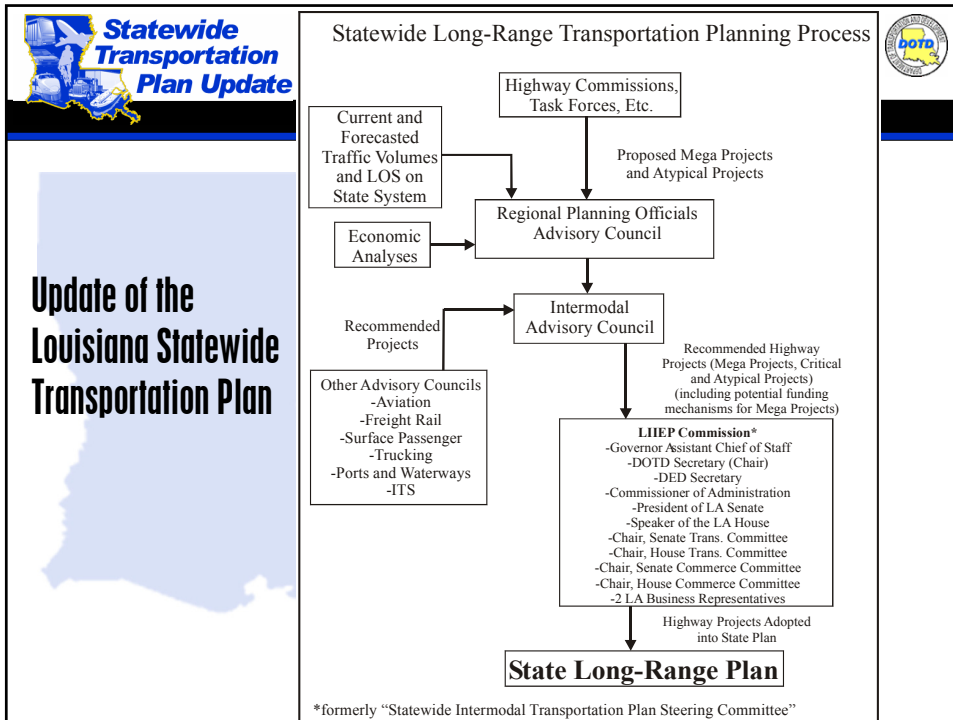 Statewide
Transportation
Plan Update
Statewide Long-Range Transportation Planning Process
DOTD
Highway Commissions,
Task Forces, Etc.
Current and
Forecasted
Traffic Volumes
and LOS on
State System
Proposed Mega Projects
and Atypical Projects
Regional Planning Officials
Advisory Council
Economic
Analyses
Update of the
Louisiana Statewide
Transportation Plan
Intermodal
Advisory Council
Recommended
Projects
Recommended Highway
Projects (Mega Projects, Critical
and Atypical Projects)
(including potential funding
mechanisms for Mega Projects)
Other Advisory Councils
-Aviation
-Freight Rail
-Surface Passenger
-Trucking
-Ports and Waterways
-ITS
LIIEP Commission*
-Governor Assistant Chief of Staff
-DOTD Secretary (Chair)
-DED Secretary
-Commissioner of Administration
-President of LA Senate
-Speaker of the LA House
-Chair, Senate Trans. Committee
-Chair, House Trans. Committee
-Chair, Senate Commerce Committee
-Chair, House Commerce Committee
-2 LA Business Representatives
Highway Projects Adopted
into State Plan
State Long-Range Plan
*formerly “Statewide Intermodal Transportation Plan Steering Committee”